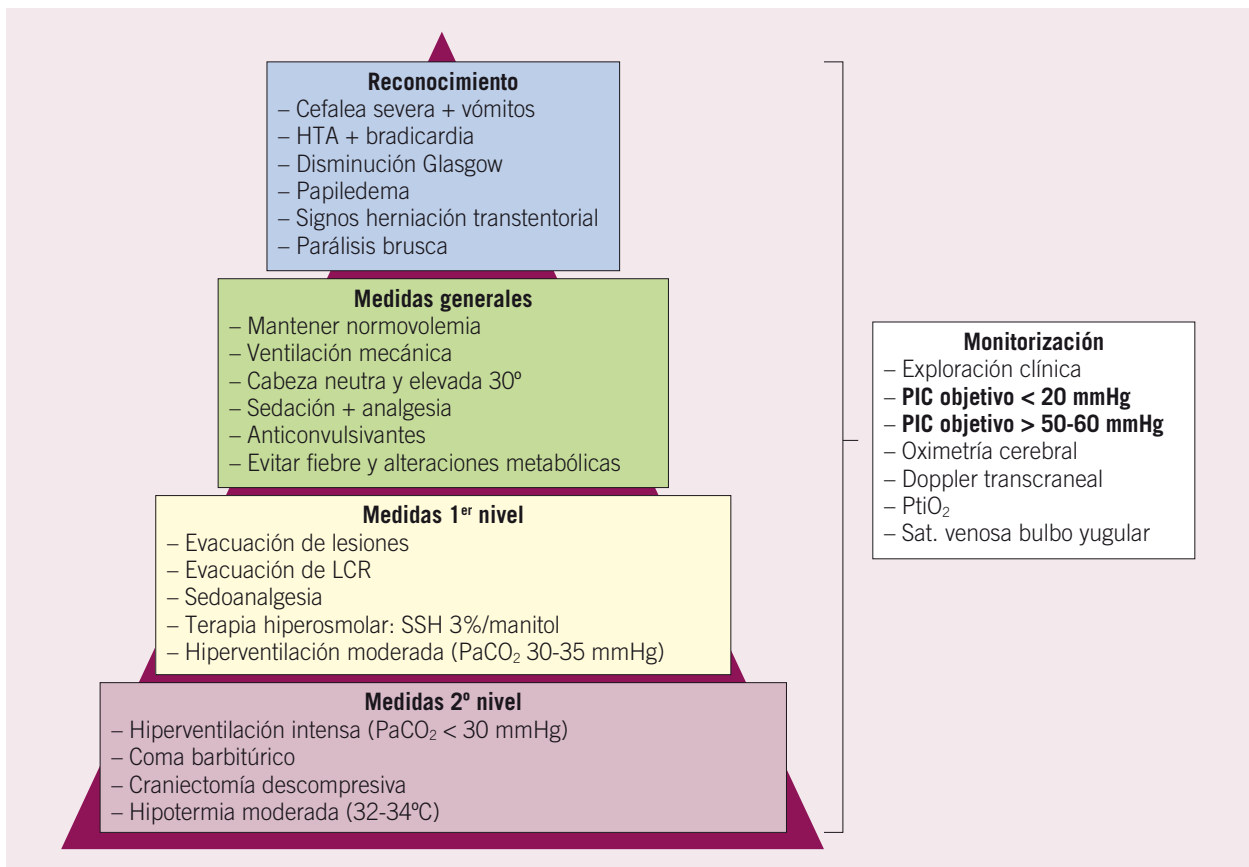 Reconocimiento
– Cefalea severa + vómitos
– HTA + bradicardia
– Disminución Glasgow
– Papiledema
– Signos herniación transtentorial
– Parálisis brusca
Medidas generales
– Mantener normovolemia
– Ventilación mecánica
– Cabeza neutra y elevada 30º
– Sedación + analgesia
– Anticonvulsivantes
– Evitar fiebre y alteraciones metabólicas
Medidas 1er nivel
– Evacuación de lesiones
– Evacuación de LCR
– Sedoanalgesia
– Terapia hiperosmolar: SSH 3%/manitol
– Hiperventilación moderada (PaCO2 30-35 mmHg)
Medidas 2º nivel
– Hiperventilación intensa (PaCO2 < 30 mmHg)
– Coma barbitúrico
– Craniectomía descompresiva
– Hipotermia moderada (32-34ºC)
Monitorización
– Exploración clínica
– PIC objetivo < 20 mmHg
– PIC objetivo > 50-60 mmHg
– Oximetría cerebral
– Doppler transcraneal
– PtiO2
– Sat. venosa bulbo yugular